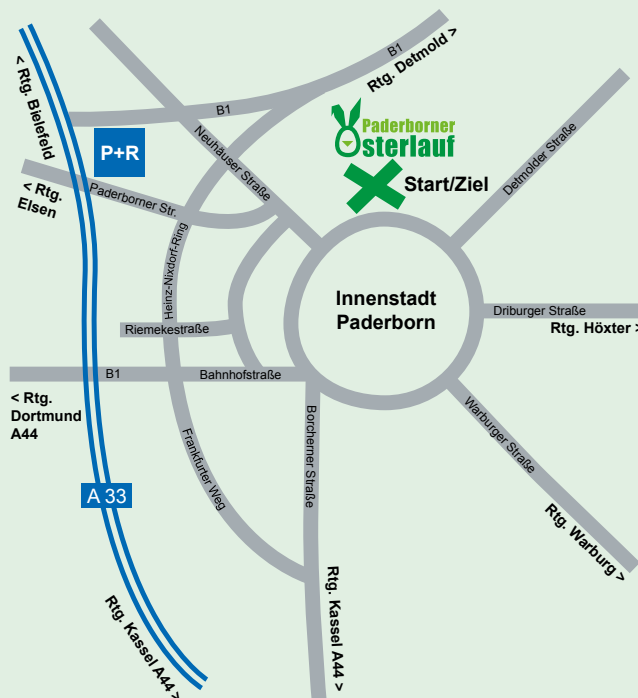 B1
Rtg. Detmold >
< Rtg. Bielefeld
B1
Paderborner
Osterlauf
P+R
Neuhäuser Straße
Detmolder Straße
Start/Ziel
< Rtg.
Elsen
Paderborner Str.
Heinz-Nixdorf-Ring
Innenstadt
Paderborn
Driburger Straße
Rtg. Höxter >
Riemekestraße
B1
Bahnhofstraße
< Rtg.
Dortmund
A44
Borcherner Straße
Warburger Straße
Frankfurter Weg
A 33
Rtg. Warburg >
Rtg. Kassel A44 >
Rtg. Kassel A44 >